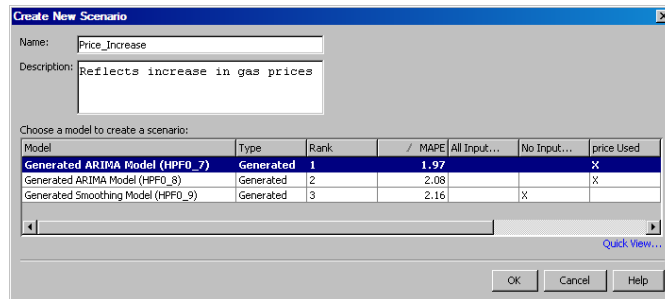 Create New Scenario
Name: Price_Increase
Description: Reflects increase in gas prices
Choose a model to create a scenario:
Model Type Rank / MAPE All Input... No Input... price Used
Generated ARIMA Model (HPF0_7) Generated 1 1.97 X
Generated ARIMA Model (HPF0_8) Generated 2 2.08 X
Generated Smoothing Model (HPF0_9) Generated 3 2.16 X
Quick View...
OK Cancel Help